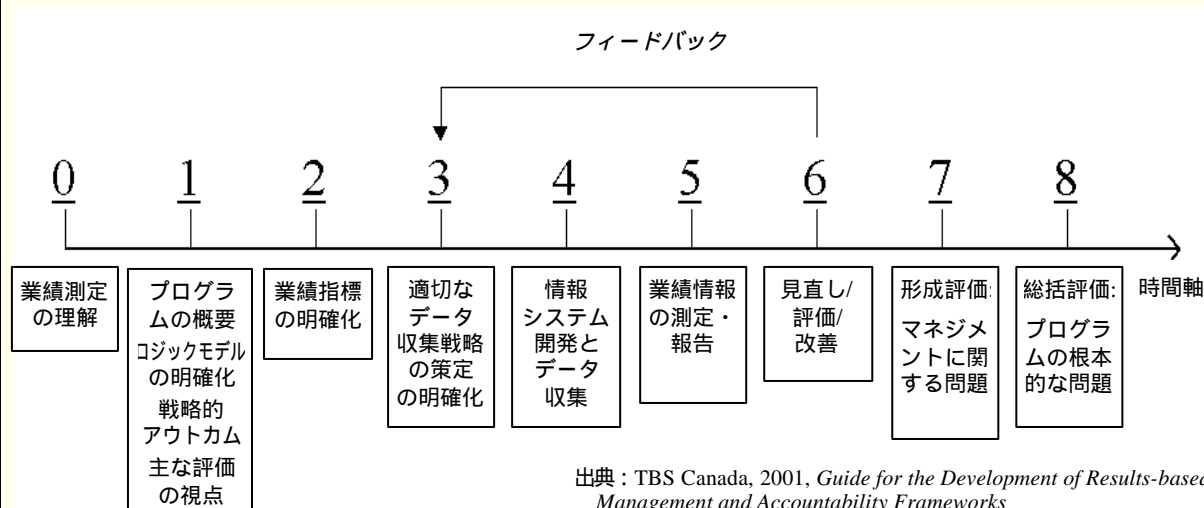 フィードバック
0 1 2 3 4 5 6 7 8
時間軸
業績測定
の理解
プログラ
ムの概要
ロジックモデル
の明確化
戦略的
アウトカム
主な評価
の視点
業績指標
の明確化
適切な
データ
収集戦略
の策定
の明確化
情報
システム
開発と
データ
収集
業績情報
の測定・
報告
見直し/
評価/
改善
形成評価:
マネジメ
ントに関
する問題
総括評価:
プログラ
ムの根本
的な問題
出典：TBS Canada, 2001, Guide for the Development of Results-based
Management and Accountability Frameworks